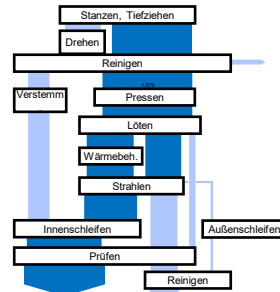 Stanzen, Tiefziehen
Drehen
Reinigen
Verstemm
Pressen
Löten
Wärmebeh.
Strahlen
Innenschleifen
Außenschleifen
Prüfen
Reinigen